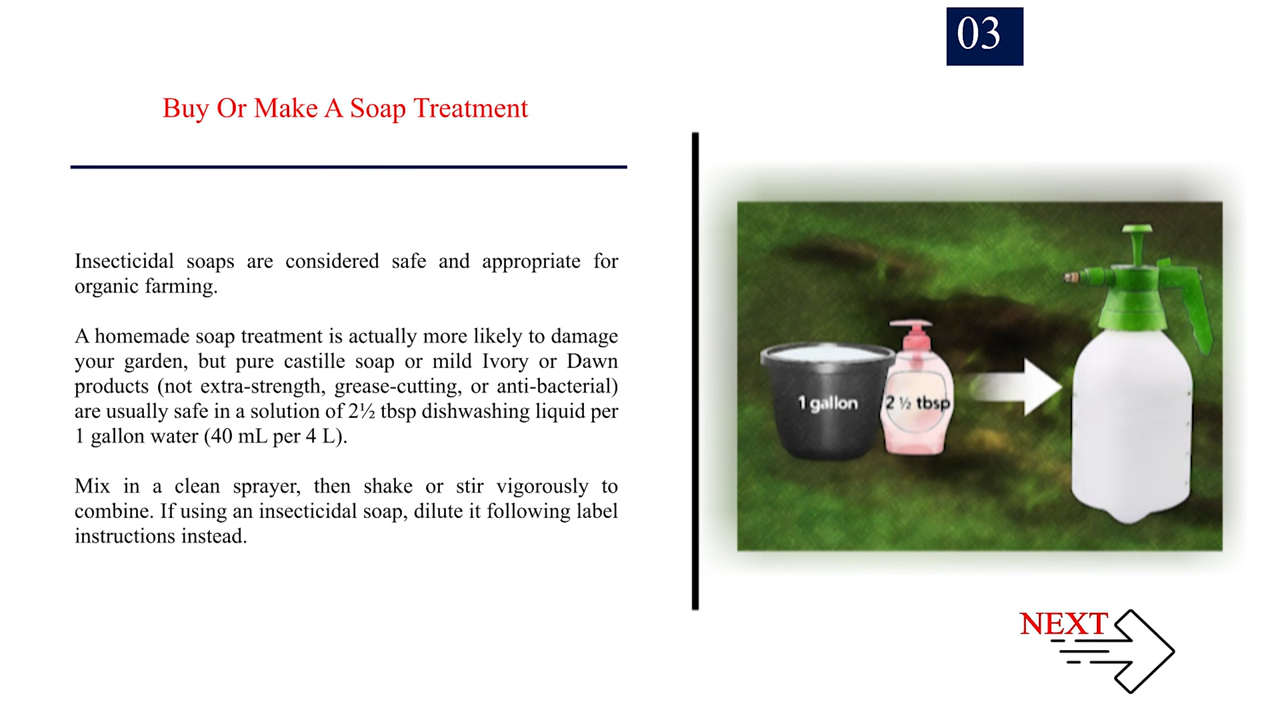 03
Buy Or Make A Soap Treatment
Insecticidal soaps are considered safe and appropriate for
organic farming.
A homemade soap treatment is actually more likely to damage
your garden, but pure castille soap or mild Ivory or Dawn
products (not extra-strength, grease-cutting, or anti-bacterial)
are usually safe in a solution of 2½ tbsp dishwashing liquid per
1 gallon water (40 mL per 4 L).
Mix in a clean sprayer, then shake or stir vigorously to
combine. If using an insecticidal soap, dilute it following label
instructions instead.
1 gallon
2 ½ tbsp
NEXT